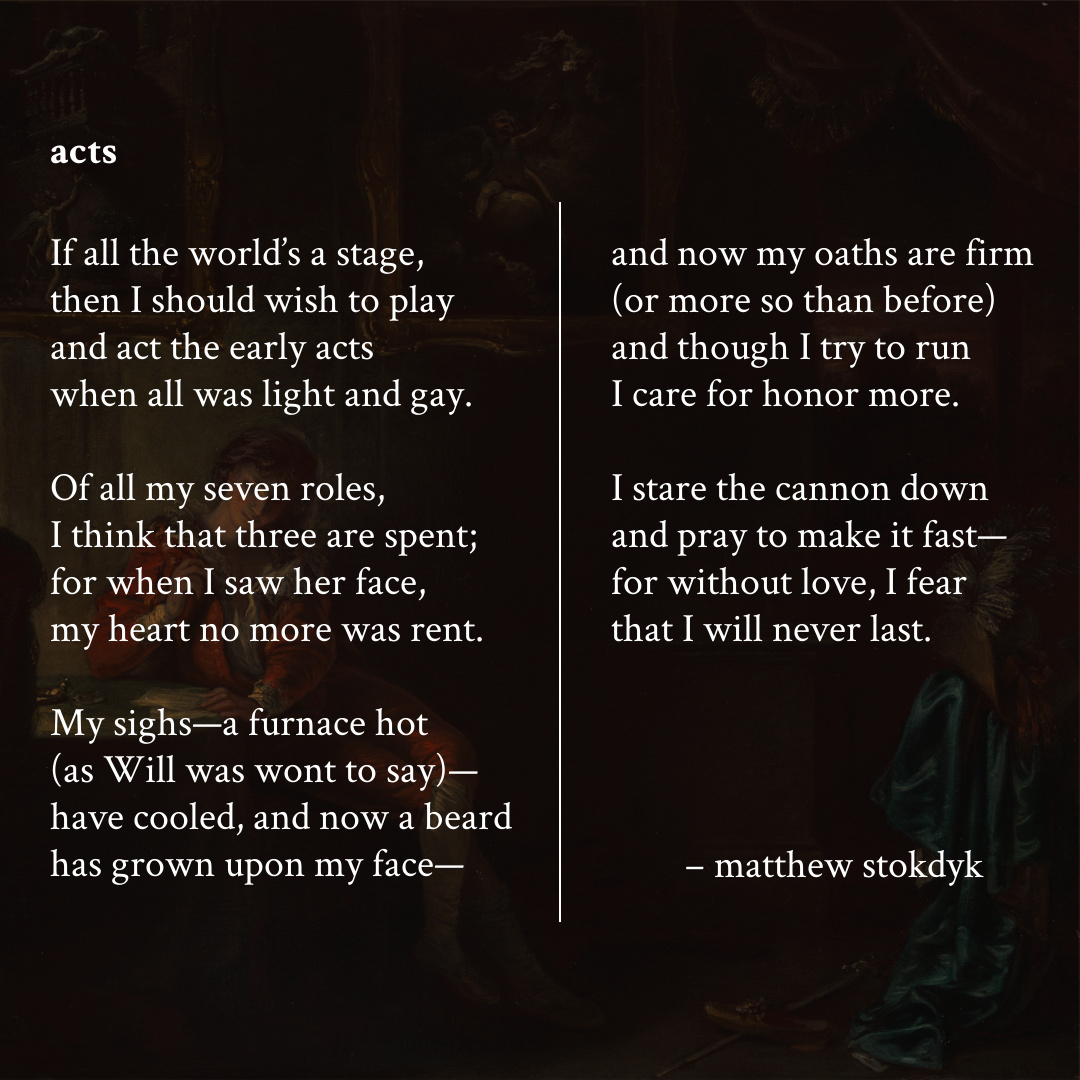 acts
If all the world’s a stage,
then I should wish to play
and act the early acts
when all was light and gay.
Of all my seven roles,
I think that three are spent;
for when I saw her face,
my heart no more was rent.
My sighs—a furnace hot
(as Will was wont to say)—
have cooled, and now a beard
has grown upon my face—
and now my oaths are firm
(or more so than before)
and though I try to run
I care for honor more.
I stare the cannon down
and pray to make it fast—
for without love, I fear
that I will never last.
– matthew stokdyk